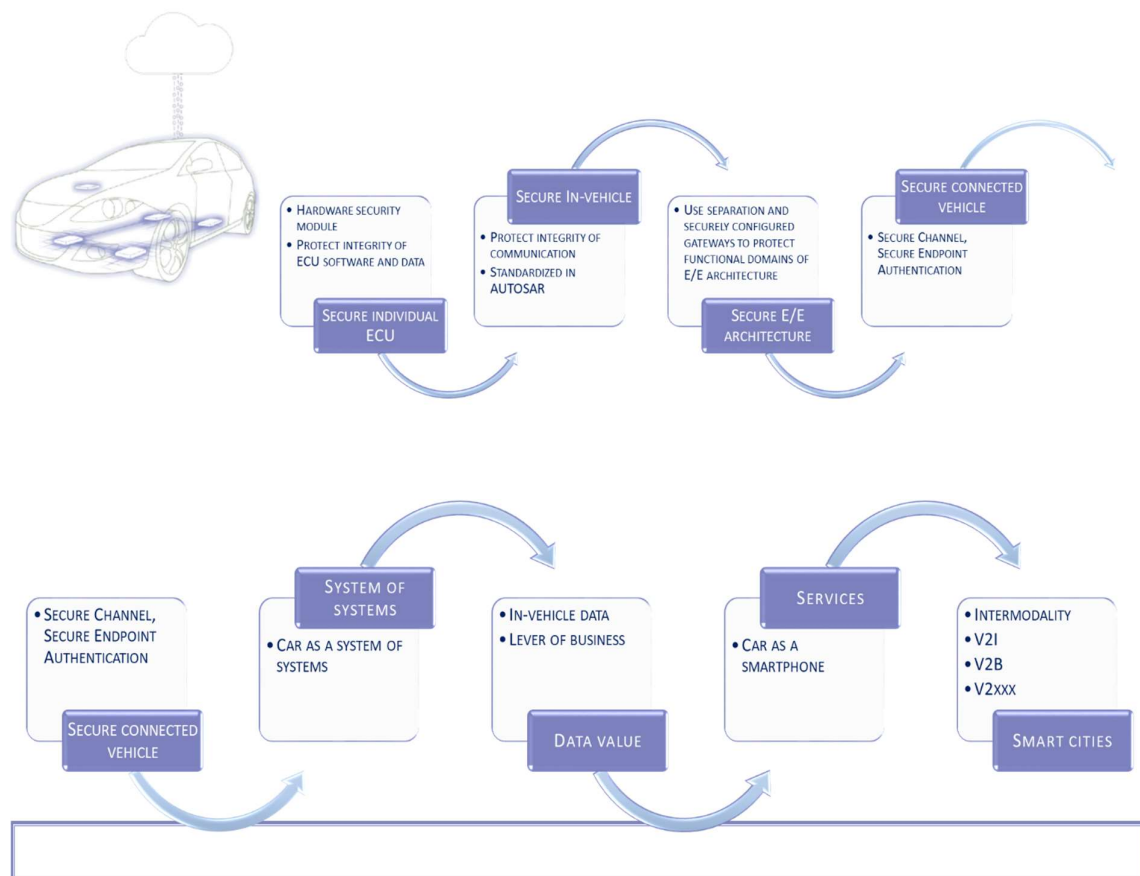 • HARDWARE SECURITY
MODULE
• PROTECT INTEGRITY OF
ECU SOFTWARE AND DATA
SECURE INDIVIDUAL
ECU
SECURE IN-VEHICLE
• PROTECT INTEGRITY OF
COMMUNICATION
• STANDARDIZED IN
AUTOSAR
• USE SEPARATION AND
SECURELY CONFIGURED
GATEWAYS TO PROTECT
FUNCTIONAL DOMAINS OF
E/E ARCHITECTURE
SECURE E/E
ARCHITECTURE
SECURE CONNECTED
VEHICLE
• SECURE CHANNEL,
SECURE ENDPOINT
AUTHENTICATION
• SECURE CHANNEL,
SECURE ENDPOINT
AUTHENTICATION
SECURE CONNECTED
VEHICLE
SYSTEM OF
SYSTEMS
• CAR AS A SYSTEM OF
SYSTEMS
• IN-VEHICLE DATA
• LEVER OF BUSINESS
DATA VALUE
SERVICES
• CAR AS A
SMARTPHONE
• INTERMODALITY
• V2I
• V2B
• V2XXX
SMART CITIES